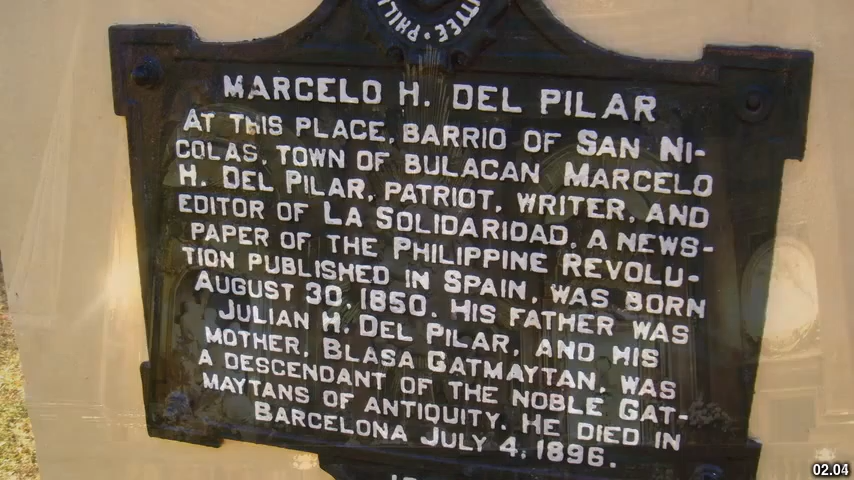 MARCELO H. DEL PILAR
AT THIS PLACE, BARRIO OF SAN NI-
COLAS, TOWN OF BULACAN MARCELO
H. DEL PILAR, PATRIOT, WRITER, AND
EDITOR OF LA SOLIDARIDAD, A NEWS-
PAPER OF THE PHILIPPINE REVOLU-
TION PUBLISHED IN SPAIN, WAS BORN
AUGUST 30, 1850. HIS FATHER WAS
JULIAN H. DEL PILAR, AND HIS
MOTHER, BLASA GATMAYTAN, WAS
A DESCENDANT OF THE NOBLE GAT-
MAYTANS OF ANTIQUITY. HE DIED IN
BARCELONA JULY 4, 1896.
02.04